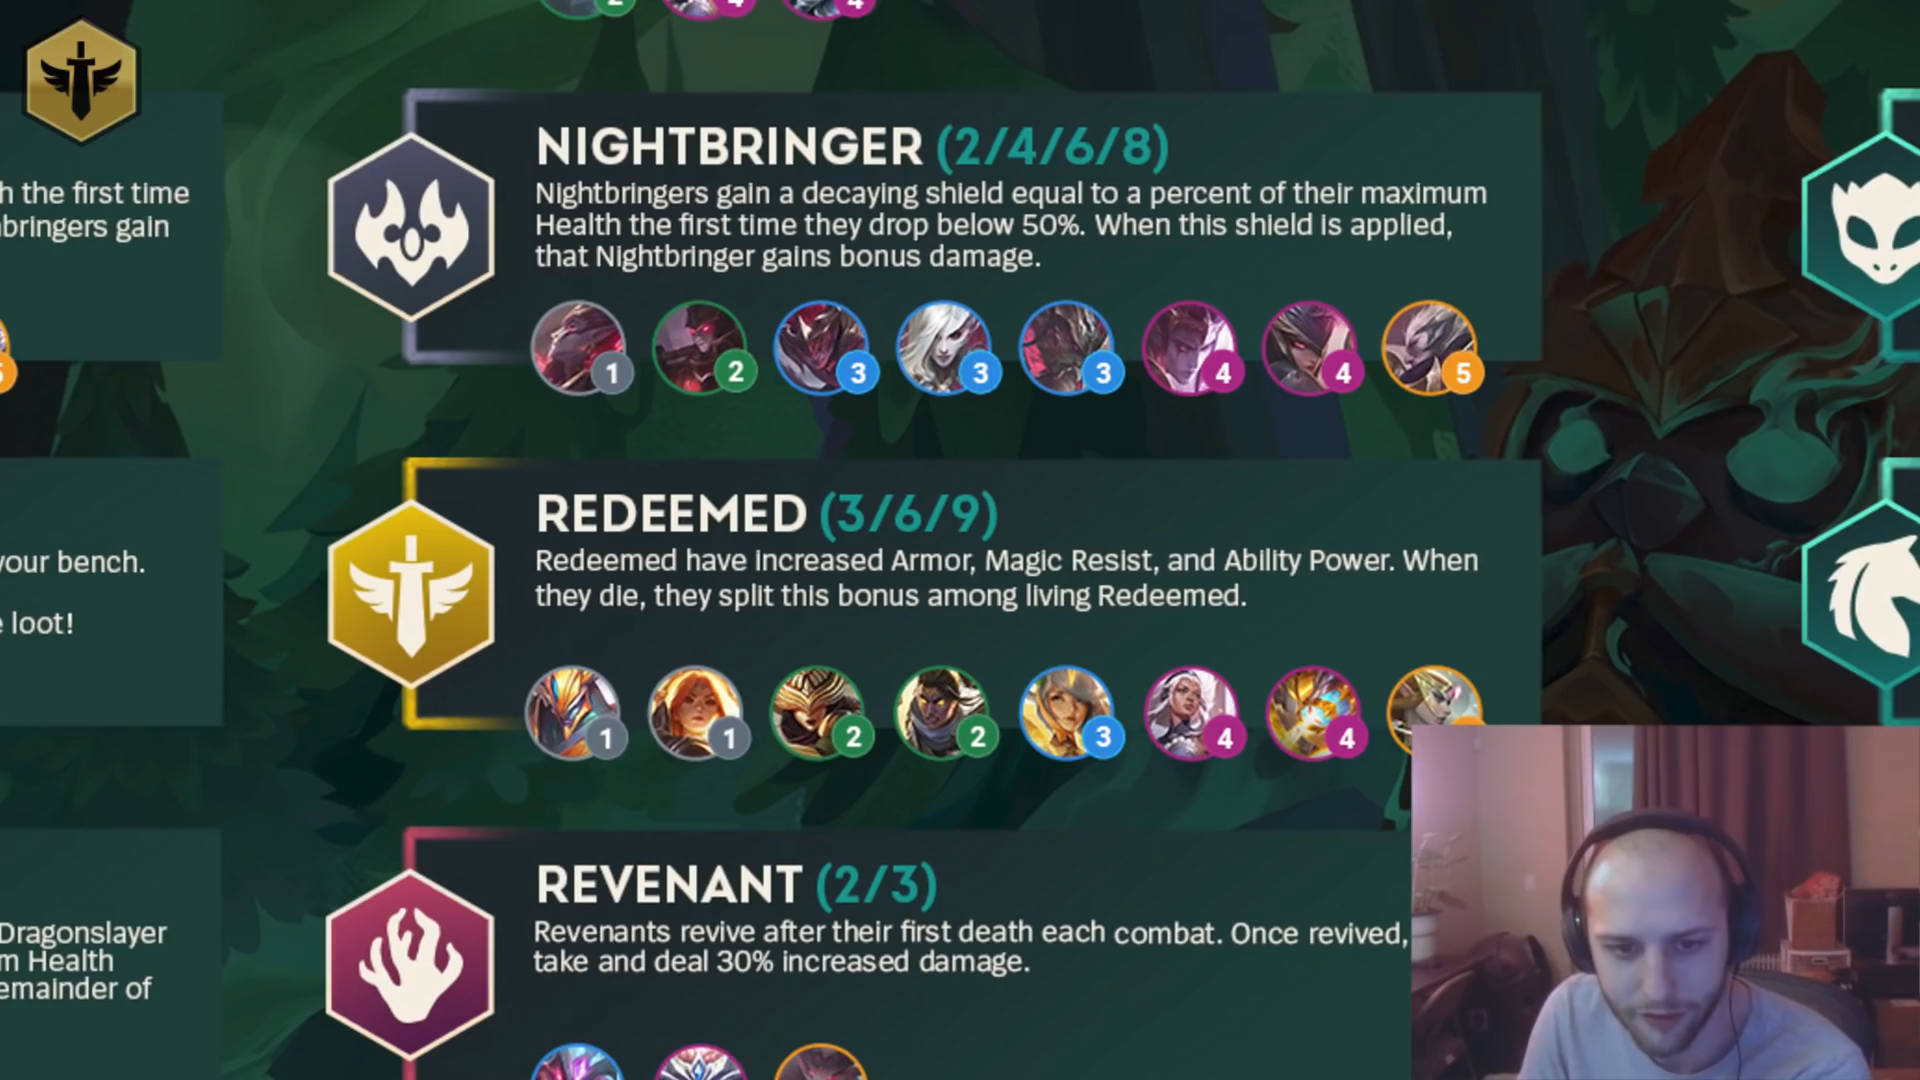 2
4
4
h the first time
bringers gain
5
your bench.
loot!
Dragonslayer
m Health
emainder of
NIGHTBRINGER (2/4/6/8)
Nightbringers gain a decaying shield equal to a percent of their maximum
Health the first time they drop below 50%. When this shield is applied,
that Nightbringer gains bonus damage.
1 2 3 3 3 4 4 5
REDEEMED (3/6/9)
Redeemed have increased Armor, Magic Resist, and Ability Power. When
they die, they split this bonus among living Redeemed.
1 1 2 2 3 4 4
REVENANT (2/3)
Revenants revive after their first death each combat. Once revived,
take and deal 30% increased damage.